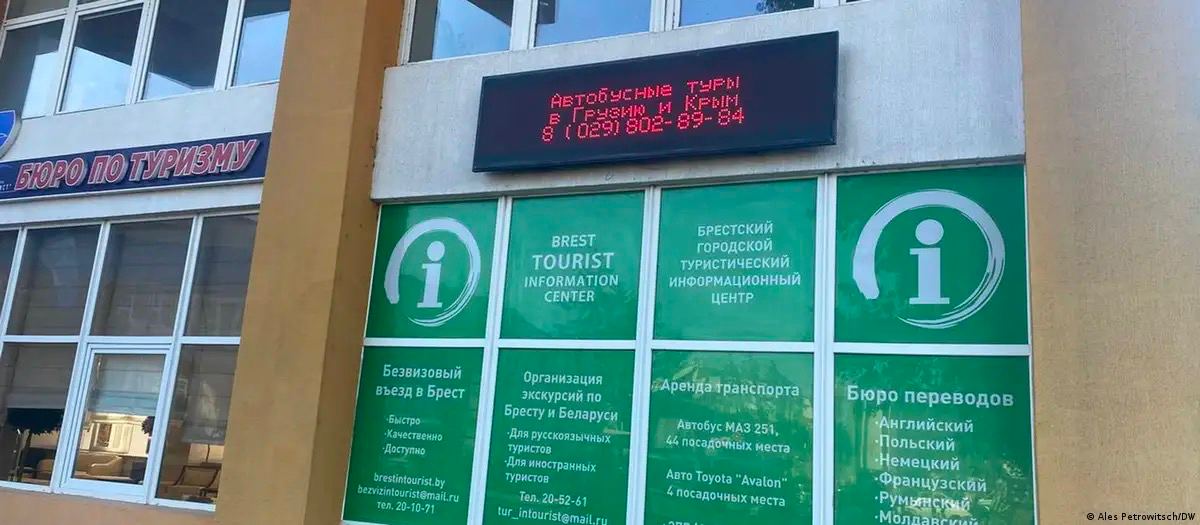 БЮРО ПО ТУРИЗМУ
Автобусные туры
в Грузию и Крым
8 (029)802-89-84
BREST
TOURIST
INFORMATION
CENTER
БРЕСТСКИЙ
ГОРОДСКОЙ
ТУРИСТИЧЕСКИЙ
ИНФОРМАЦИОННЫЙ
ЦЕНТР
Безвизовый
въезд в Брест
·Быстро
·Качественно
·Доступно
brestintourist.by
bezvizintourist@mail.ru
тел. 20-10-71
Организация
экскурсий по
Бресту и Беларуси
·Для русскоязычных
туристов
·Для иностранных
туристов
Тел. 20-52-61
tur_intourist@mail.ru
Аренда транспорта
Автобус МАЗ 251,
44 посадочных места
Авто Toyota "Avalon"
4 посадочных места
Бюро переводов
·Английский
·Польский
·Немецкий
·Французский
·Румынский
·Молдавский
© Ales Petrowitsch/DW